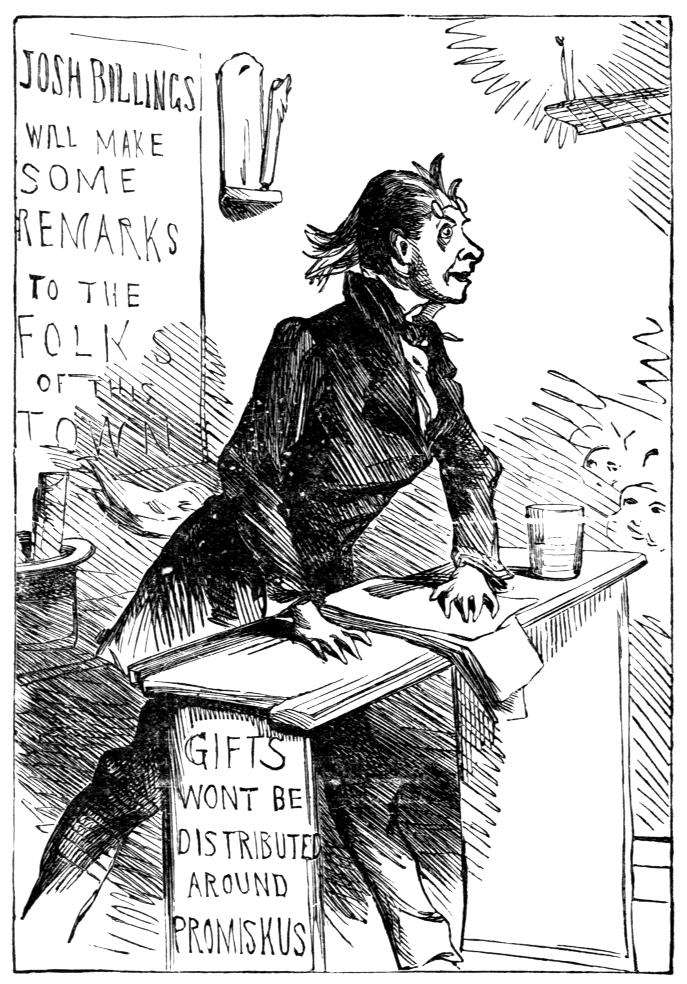 JOSH BILLINGS
WILL MAKE
SOME
REMARKS
TO THE
FOLKS
OF THIS
TOWN
GIFTS
WONT BE
DISTRIBUTED
AROUND
PROMISKUS